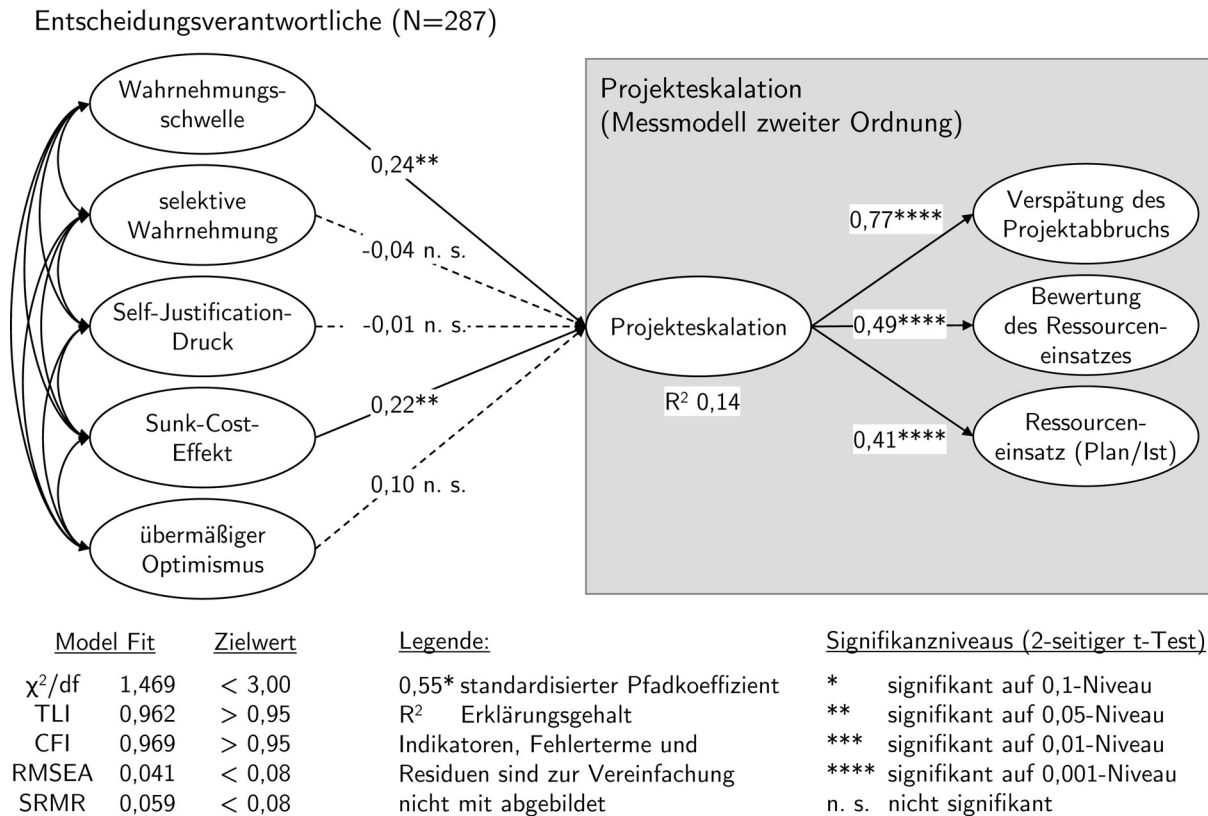 Entscheidungsverantwortliche (N=287)
Wahrnehmungs-
schwelle
selektive
Wahrnehmung
Self-Justification-
Druck
Sunk-Cost-
Effekt
übermäßiger
Optimismus
0,24**
-0,04 n. s.
-0,01 n. s.
0,22**
0,10 n. s.
Projekteskalation
(Messmodell zweiter Ordnung)
Projekteskalation
R² 0,14
0,77****
0,49****
0,41****
Verspätung des
Projektabbruchs
Bewertung
des Ressourcen-
einsatzes
Ressourcen-
einsatz (Plan/Ist)
Model Fit Zielwert
χ²/df 1,469 < 3,00
TLI 0,962 > 0,95
CFI 0,969 > 0,95
RMSEA 0,041 < 0,08
SRMR 0,059 < 0,08
Legende:
0,55* standardisierter Pfadkoeffizient
R² Erklärungsgehalt
Indikatoren, Fehlerterme und
Residuen sind zur Vereinfachung
nicht mit abgebildet
Signifikanzniveaus (2-seitiger t-Test)
* signifikant auf 0,1-Niveau
** signifikant auf 0,05-Niveau
*** signifikant auf 0,01-Niveau
**** signifikant auf 0,001-Niveau
n. s. nicht signifikant